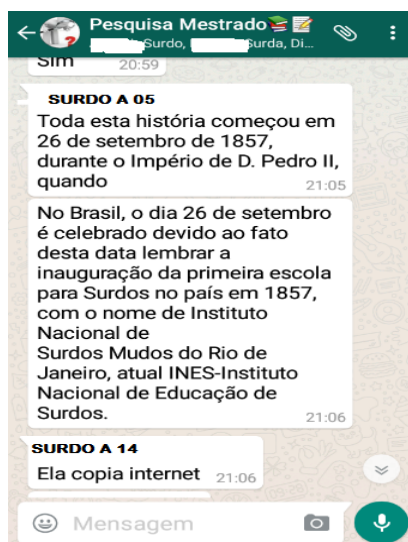 Pesquisa Mestrado
Surdo, Surda, Di...
Sim 20:59
SURDO A 05
Toda esta história começou em
26 de setembro de 1857,
durante o Império de D. Pedro II,
quando 21:05
No Brasil, o dia 26 de setembro
é celebrado devido ao fato
desta data lembrar a
inauguração da primeira escola
para Surdos no país em 1857,
com o nome de Instituto
Nacional de
Surdos Mudos do Rio de
Janeiro, atual INES-Instituto
Nacional de Educação de
Surdos. 21:06
SURDO A 14
Ela copia internet 21:06
Mensagem